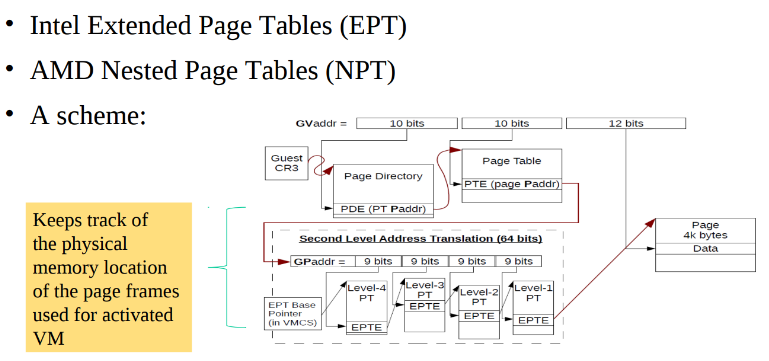 • Intel Extended Page Tables (EPT)
• AMD Nested Page Tables (NPT)
• A scheme:
GVaddr = 10 bits 10 bits 12 bits
Guest
CR3
Page Directory
PDE (PT Paddr)
Page Table
PTE (page Paddr)
Page
4k bytes
Data
Keeps track of
the physical
memory location
of the page frames
used for activated
VM
Second Level Address Translation (64 bits)
GPaddr = 9 bits 9 bits 9 bits 9 bits
EPT Base
Pointer
(in VMCS)
Level-4
PT
EPTE
Level-3
PT
EPTE
Level-2
PT
EPTE
Level-1
PT
EPTE